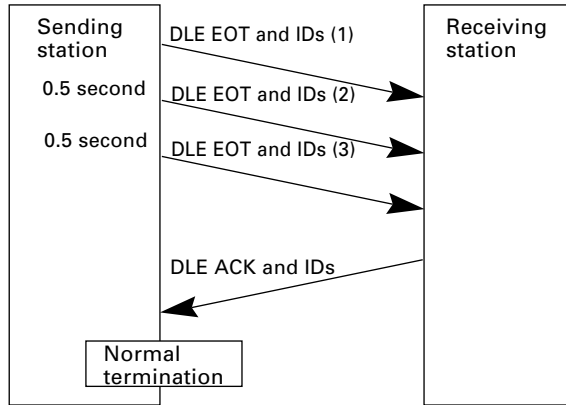 Sending
station
Receiving
station
DLE EOT and IDs (1)
0.5 second
DLE EOT and IDs (2)
0.5 second
DLE EOT and IDs (3)
DLE ACK and IDs
Normal
termination